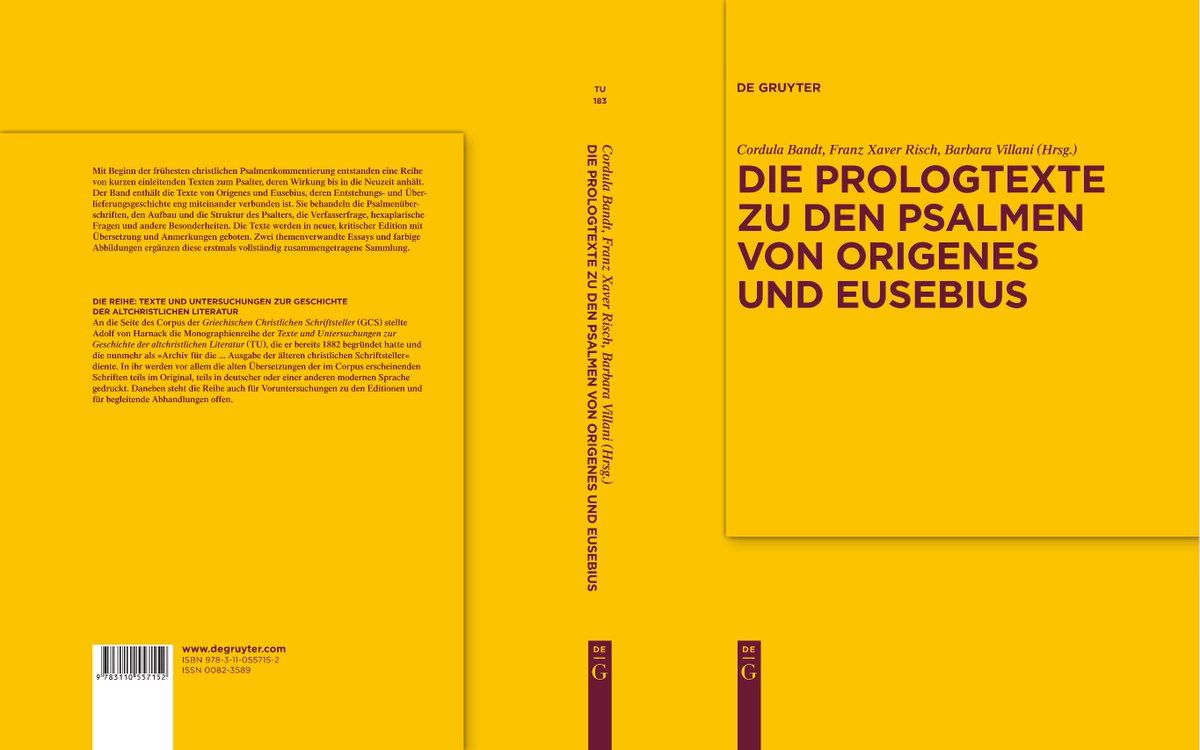 Mit Beginn der frühesten christlichen Psalmenkommentierung entstanden eine Reihe
von kurzen einleitenden Texten zum Psalter, deren Wirkung bis in die Neuzeit anhält.
Der Band enthält die Texte von Origenes und Eusebius, deren Entstehungs- und Über-
lieferungsgeschichte eng miteinander verbunden ist. Sie behandeln die Psalmenüber-
schriften, den Aufbau und die Struktur des Psalters, die Verfasserfrage, hexaplarische
Fragen und andere Besonderheiten. Die Texte werden in neuer, kritischer Edition mit
Übersetzung und Anmerkungen geboten. Zwei themenverwandte Essays und farbige
Abbildungen ergänzen diese erstmals vollständig zusammengetragene Sammlung.
DIE REIHE: TEXTE UND UNTERSUCHUNGEN ZUR GESCHICHTE
DER ALTCHRISTLICHEN LITERATUR
An die Seite des Corpus der Griechischen Christlichen Schriftsteller (GCS) stellte
Adolf von Harnack die Monographienreihe der Texte und Untersuchungen zur
Geschichte der altchristlichen Literatur (TU), die er bereits 1882 begründet hatte und
die nunmehr als »Archiv für die ... Ausgabe der älteren christlichen Schriftsteller«
diente. In ihr werden vor allem die alten Übersetzungen der im Corpus erscheinenden
Schriften teils im Original, teils in deutscher oder einer anderen modernen Sprache
gedruckt. Daneben steht die Reihe auch für Voruntersuchungen zu den Editionen und
für begleitende Abhandlungen offen.
www.degruyter.com
ISBN 978-3-11-055715-2
ISSN 0082-3589
9 783110 557152
TU
183
Cordula Bandt, Franz Xaver Risch, Barbara Villani (Hrsg.)
DIE PROLOGTEXTE ZU DEN PSALMEN VON ORIGENES UND EUSEBIUS
DE
G
DE GRUYTER
Cordula Bandt, Franz Xaver Risch, Barbara Villani (Hrsg.)
DIE PROLOGTEXTE
ZU DEN PSALMEN
VON ORIGENES
UND EUSEBIUS
DE
G